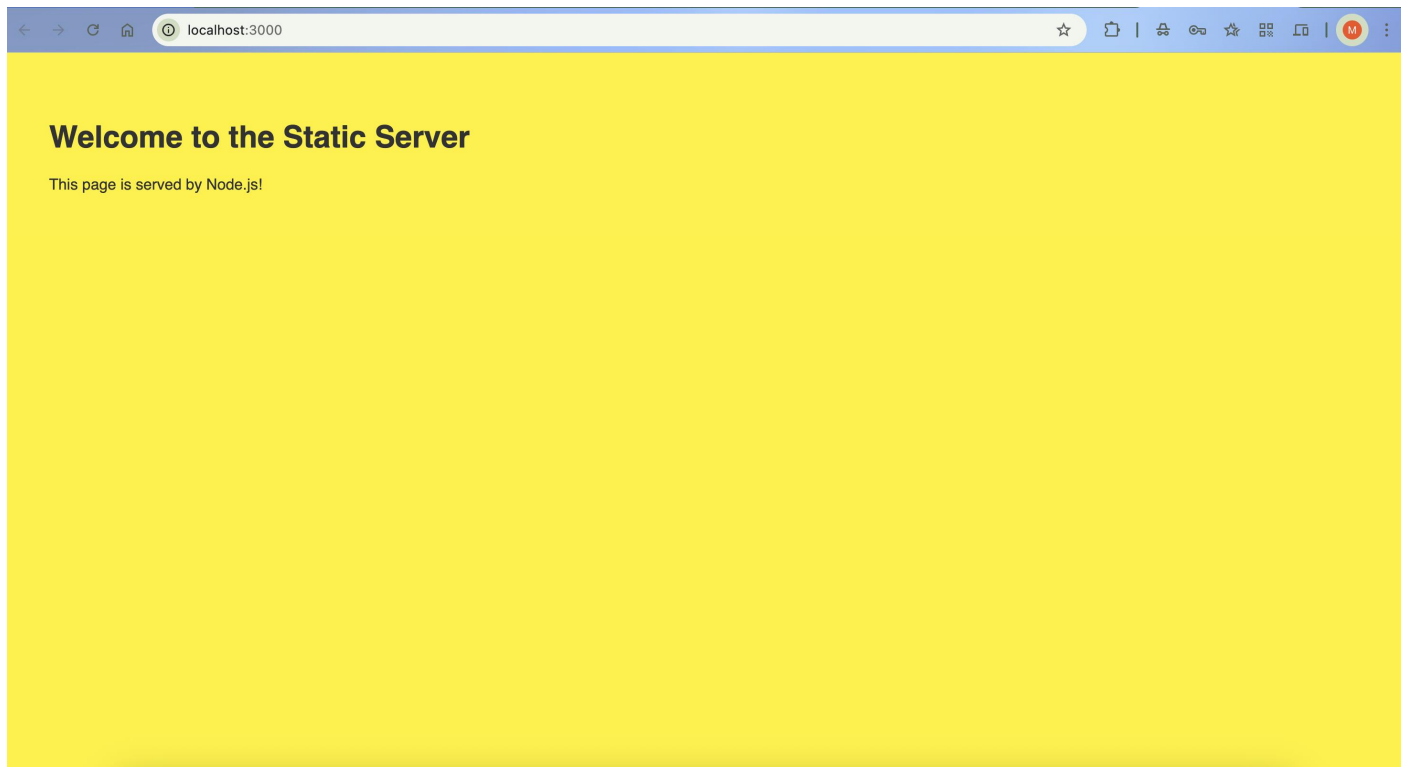 localhost:3000
M
Welcome to the Static Server
This page is served by Node.js!